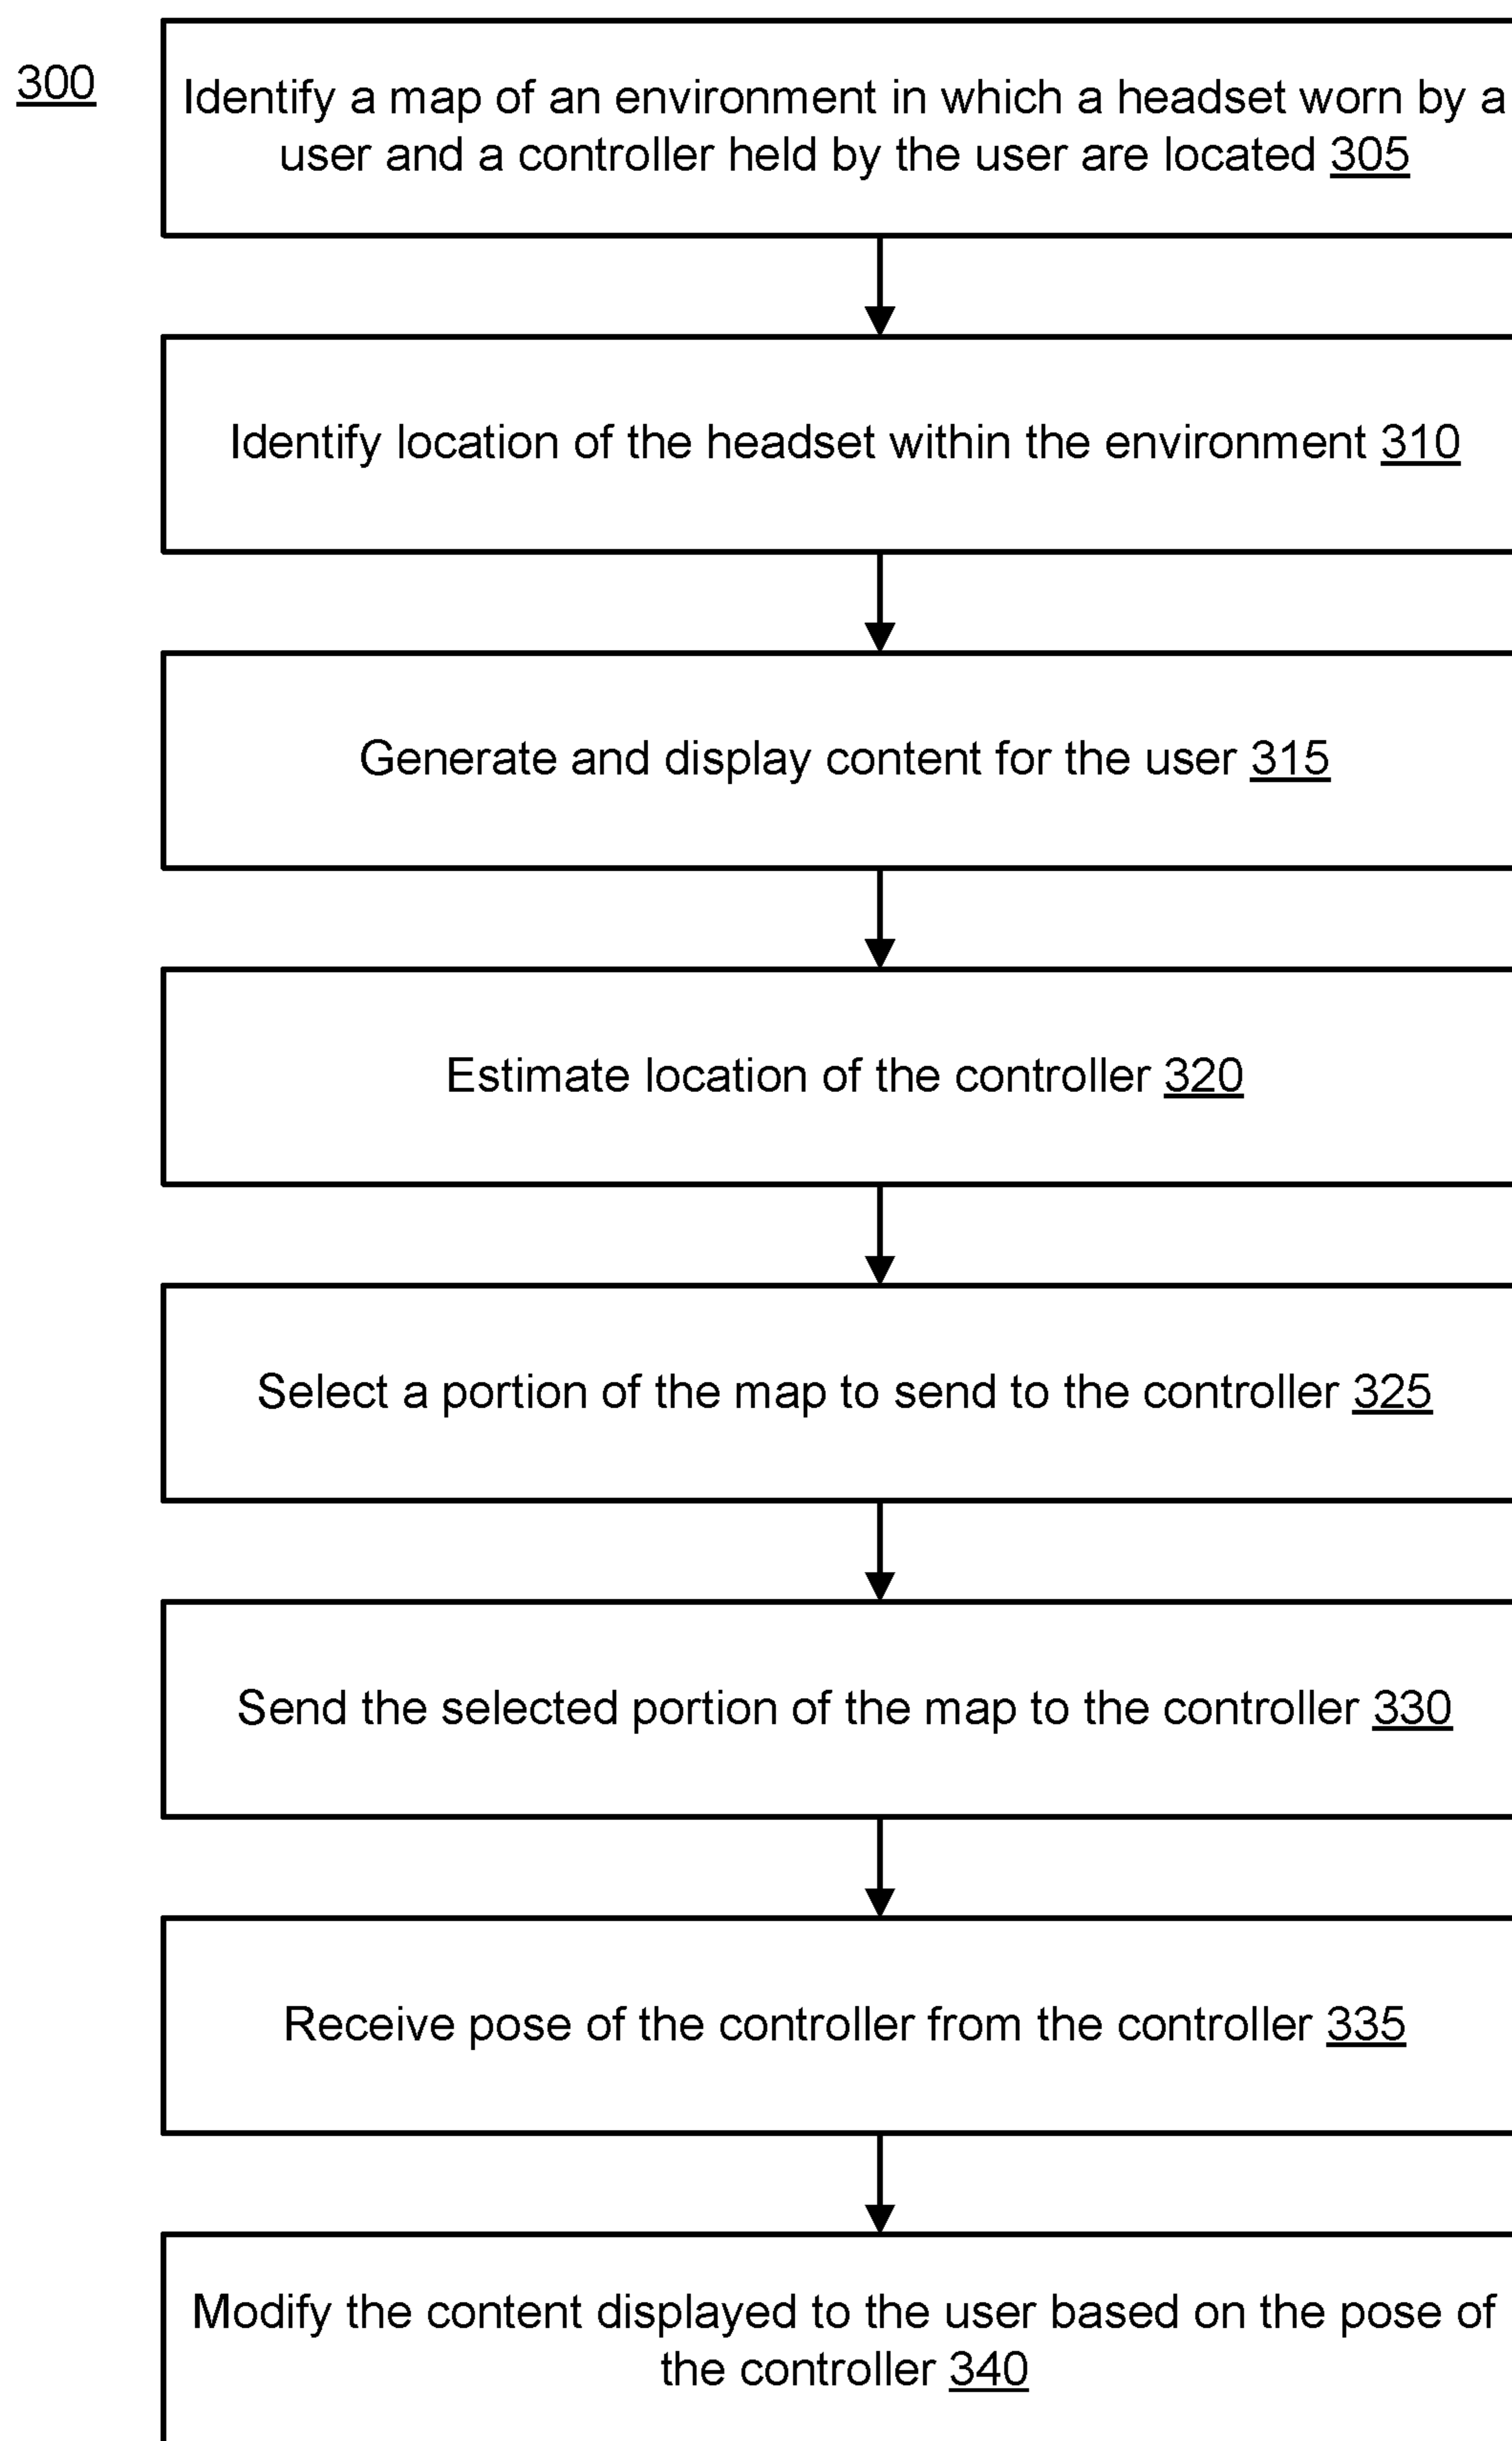 300
Identify a map of an environment in which a headset worn by a
user and a controller held by the user are located 305
Identify location of the headset within the environment 310
Generate and display content for the user 315
Estimate location of the controller 320
Select a portion of the map to send to the controller 325
Send the selected portion of the map to the controller 330
Receive pose of the controller from the controller 335
Modify the content displayed to the user based on the pose of
the controller 340